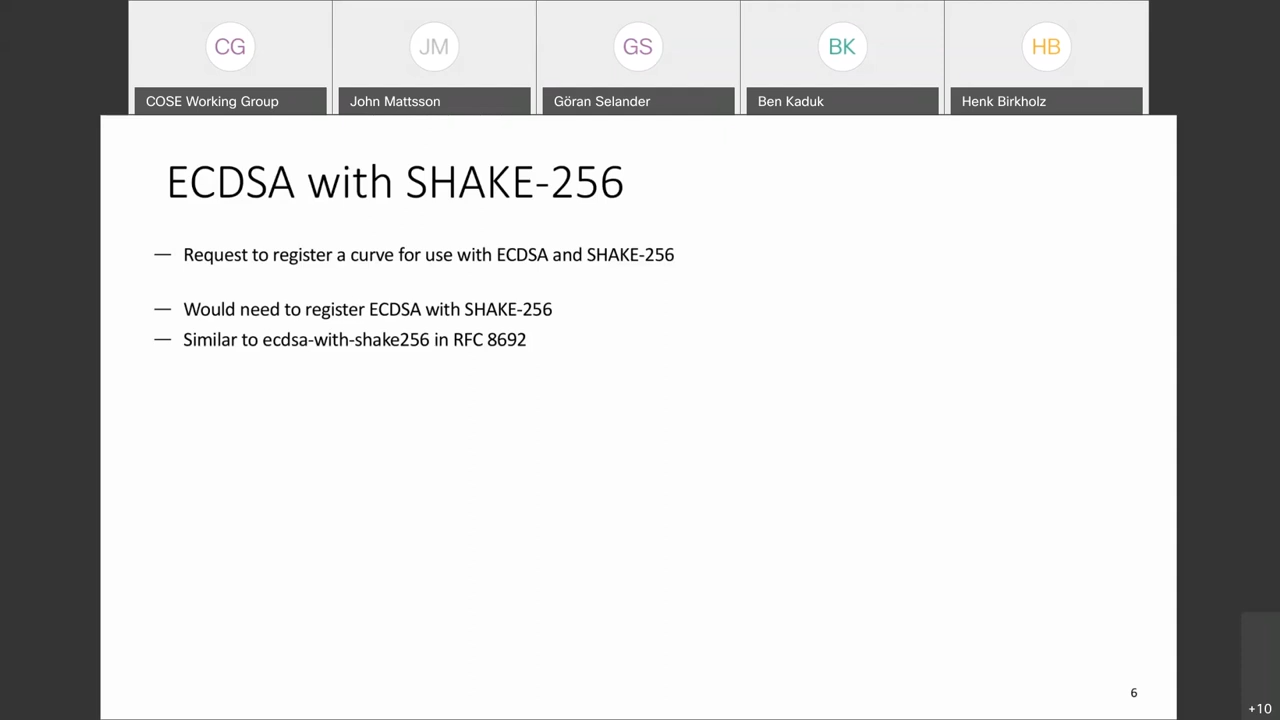 CG
JM
GS
BK
HB
COSE Working Group
John Mattsson
Göran Selander
Ben Kaduk
Henk Birkholz
ECDSA with SHAKE-256
— Request to register a curve for use with ECDSA and SHAKE-256
— Would need to register ECDSA with SHAKE-256
— Similar to ecdsa-with-shake256 in RFC 8692
6
+10